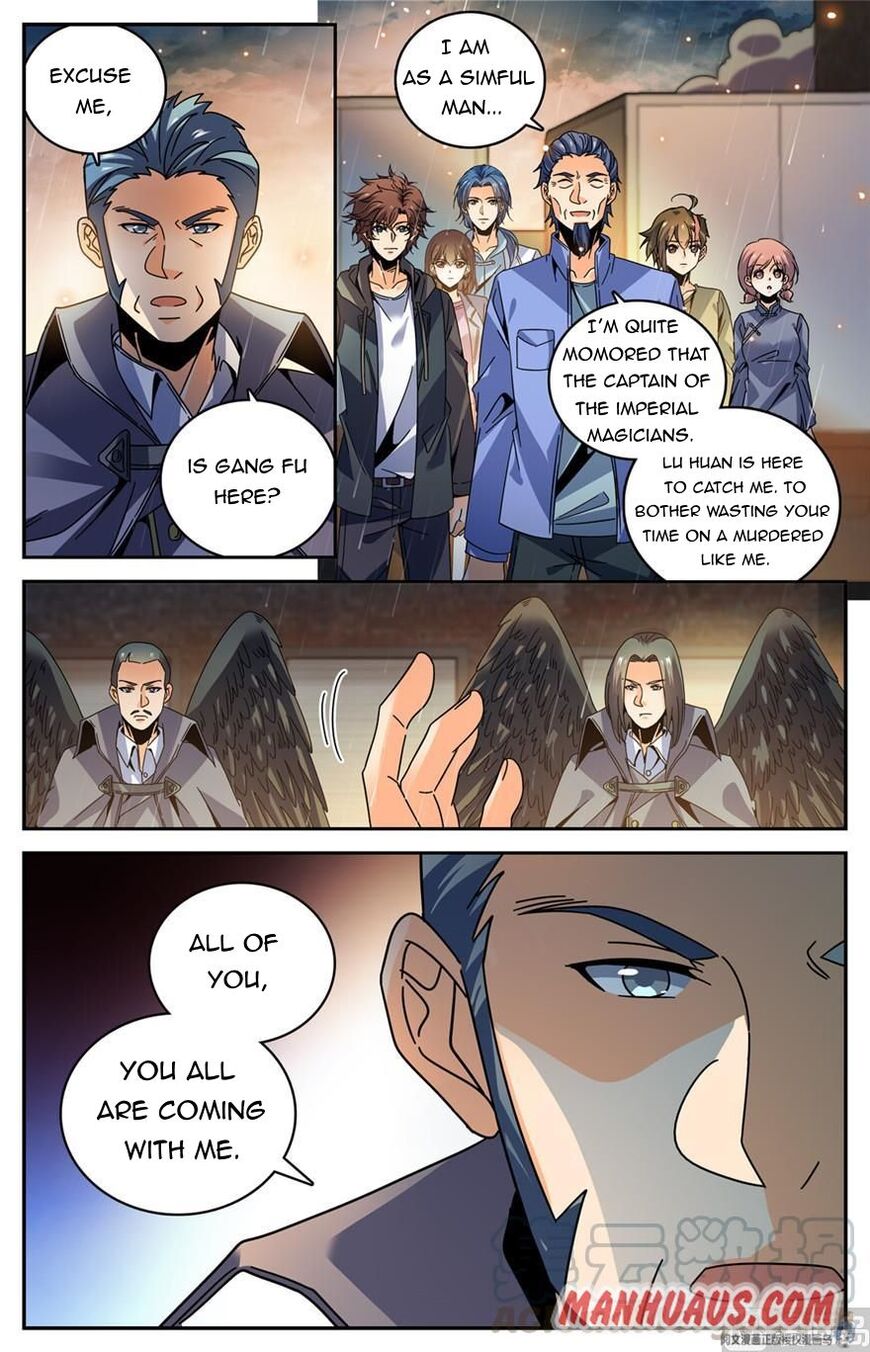 EXCUSE
ME,
IS GANG FU
HERE?
I AM
AS A SIMFUL
MAN...
I'M QUITE
MOMORED THAT
THE CAPTAIN OF
THE IMPERIAL
MAGICIANS.
LU HUAN IS HERE
TO CATCH ME. TO
BOTHER WASTING YOUR
TIME ON A MURDERED
LIKE ME.
ALL OF
YOU,
YOU ALL
ARE COMING
WITH ME.
MANHUAUS.COM